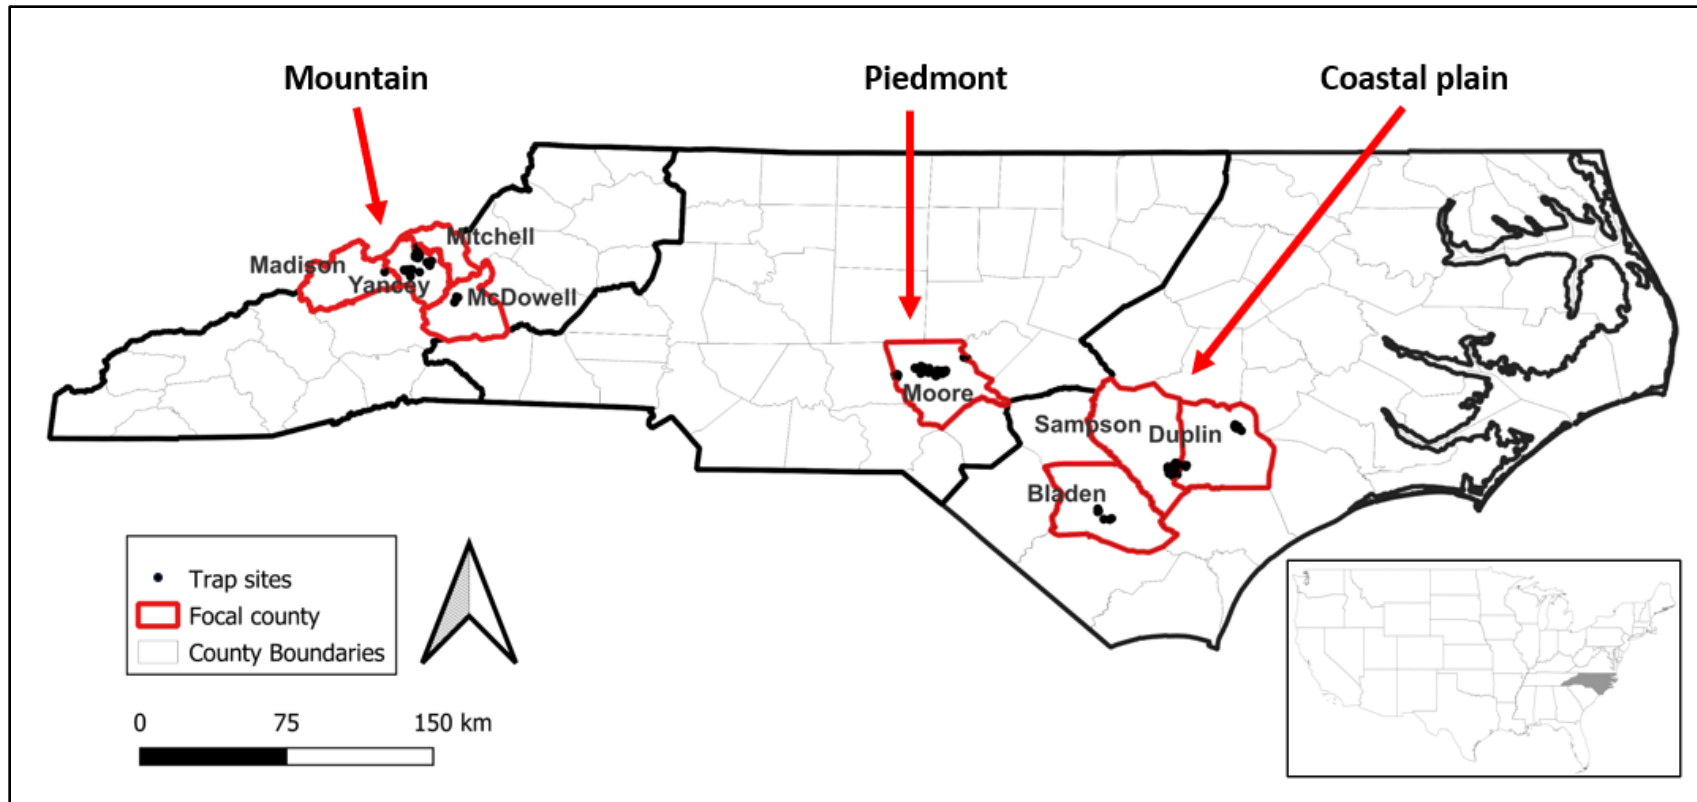 Mountain
Piedmont
Coastal plain
Mitchell
Madison
Yancey
McDowell
Moore
Sampson
Duplin
Bladen
Trap sites
Focal county
County Boundaries
0 75 150 km